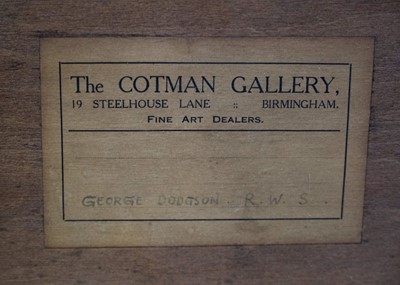 The COTMAN GALLERY,
19 STEELHOUSE LANE :: BIRMINGHAM.
FINE ART DEALERS.
GEORGE DODGSON R. W. S.